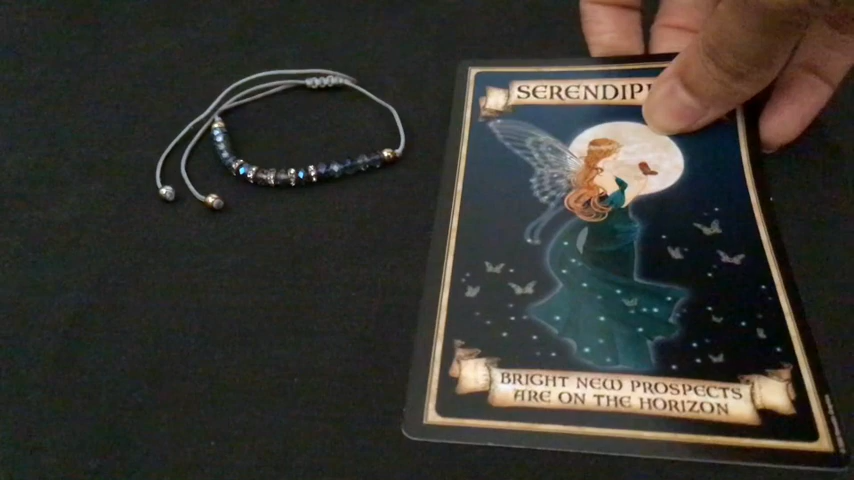 SERENDIPI
BRIGHT NEW PROSPECTS
ARE ON THE HORIZON